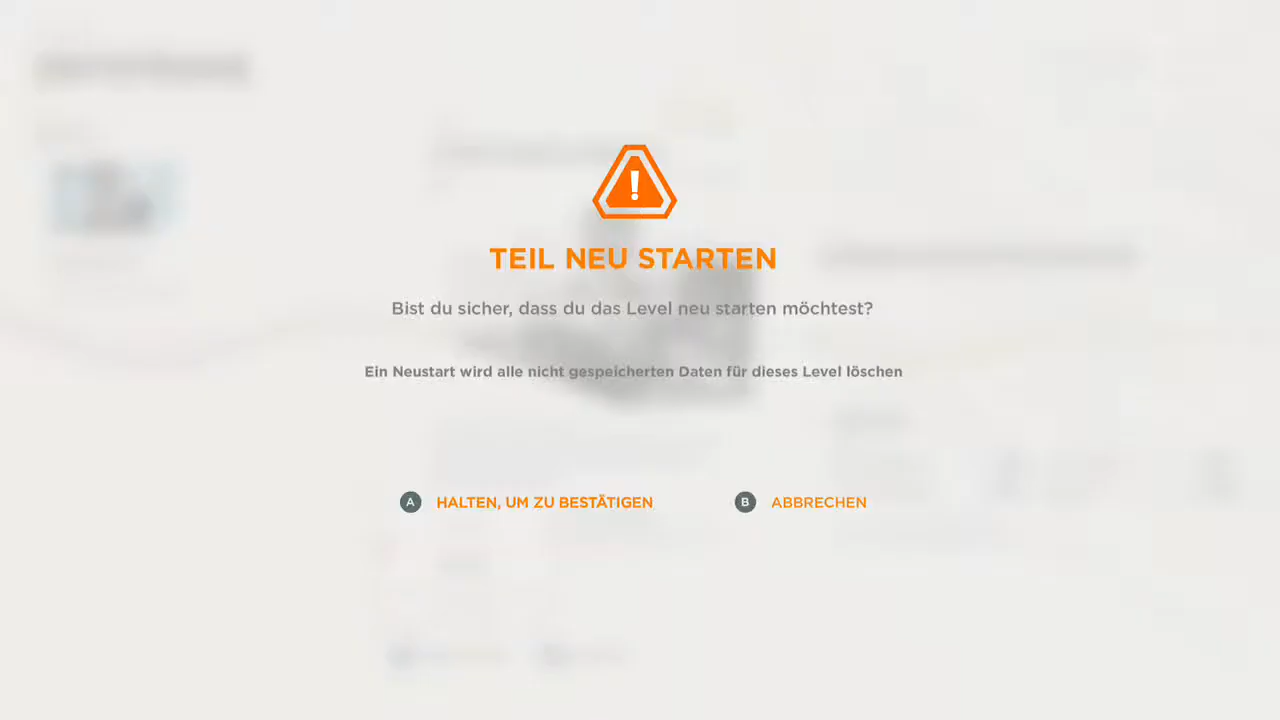 TEIL NEU STARTEN
Bist du sicher, dass du das Level neu starten möchtest?
Ein Neustart wird alle nicht gespeicherten Daten für dieses Level löschen
A HALTEN, UM ZU BESTÄTIGEN B ABBRECHEN